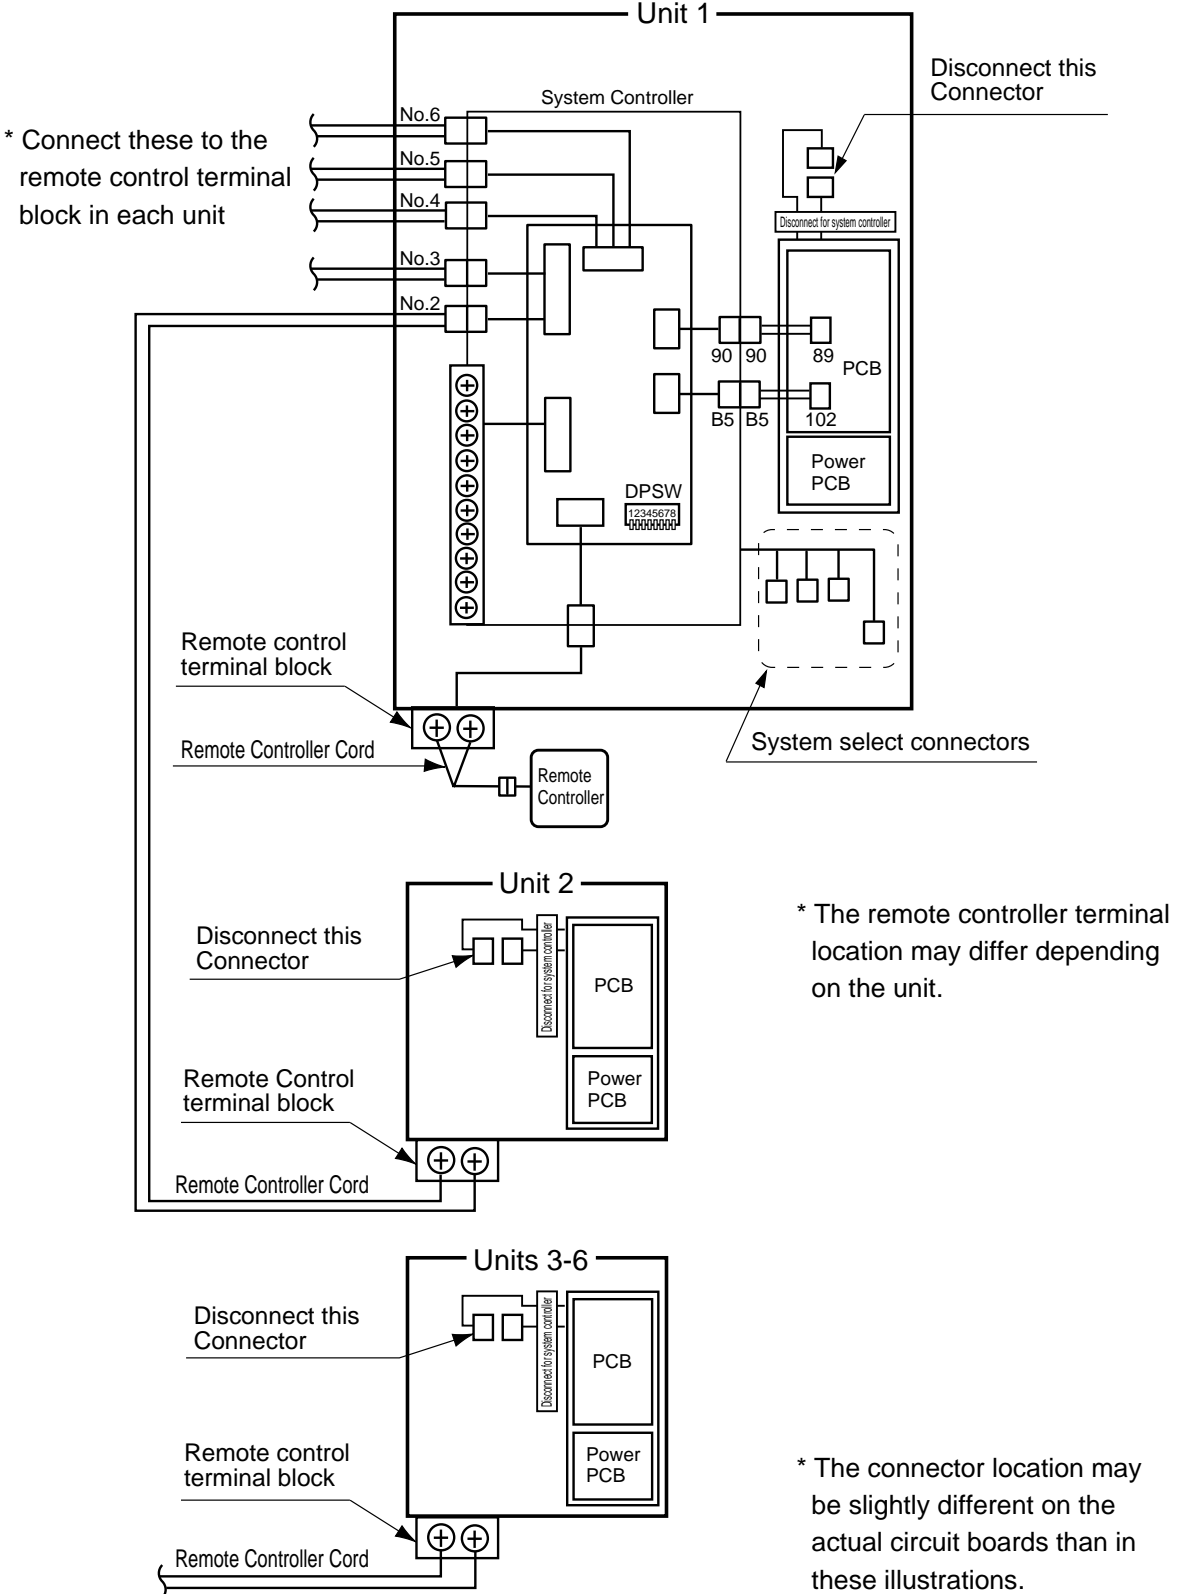 Unit 1
Disconnect this
Connector
System Controller
No.6
* Connect these to the
remote control terminal
block in each unit
No.5
No.4
Disconnect for system controller
No.3
No.2
90 90 89
PCB
B5 B5 102
Power
PCB
DPSW
12345678
Remote control
terminal block
System select connectors
Remote Controller Cord
Remote
Controller
Unit 2
* The remote controller terminal
location may differ depending
on the unit.
Disconnect this
Connector
Disconnect for system controller
PCB
Remote Control
terminal block
Power
PCB
Remote Controller Cord
Units 3-6
Disconnect this
Connector
Disconnect for system controller
PCB
Remote control
terminal block
Power
PCB
* The connector location may
be slightly different on the
actual circuit boards than in
these illustrations.
Remote Controller Cord